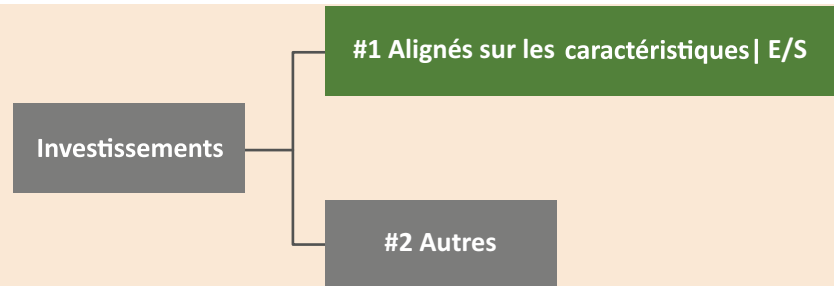 #1 Alignés sur les caractéristiques| E/S
Investissements
#2 Autres